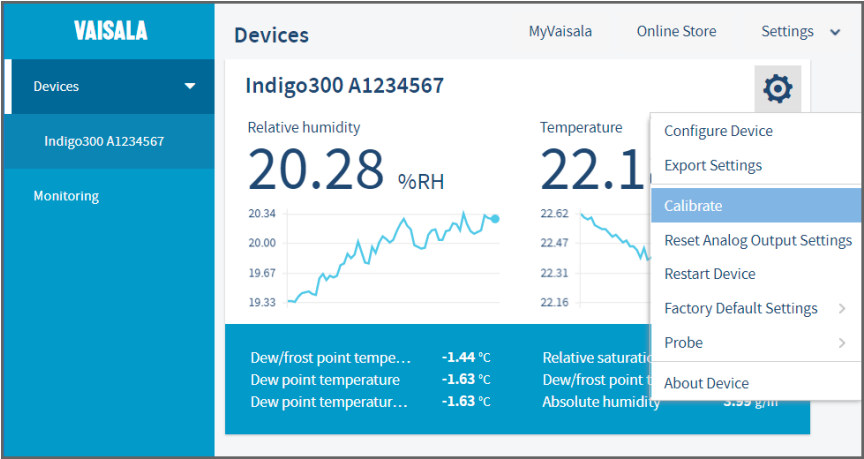 VAISALA
Devices
Indigo300 A1234567
Monitoring
Devices
MyVaisala
Online Store
Settings
Indigo300 A1234567
Relative humidity
20.28 %RH
20.34
20.00
19.67
19.33
Temperature
22.1
22.62
22.47
22.31
22.16
Configure Device
Export Settings
Calibrate
Reset Analog Output Settings
Restart Device
Factory Default Settings
Probe
About Device
Dew/frost point tempe... -1.44 °C
Dew point temperature -1.63 °C
Dew point temperatur... -1.63 °C
Relative saturatio
Dew/frost point t
Absolute humidity